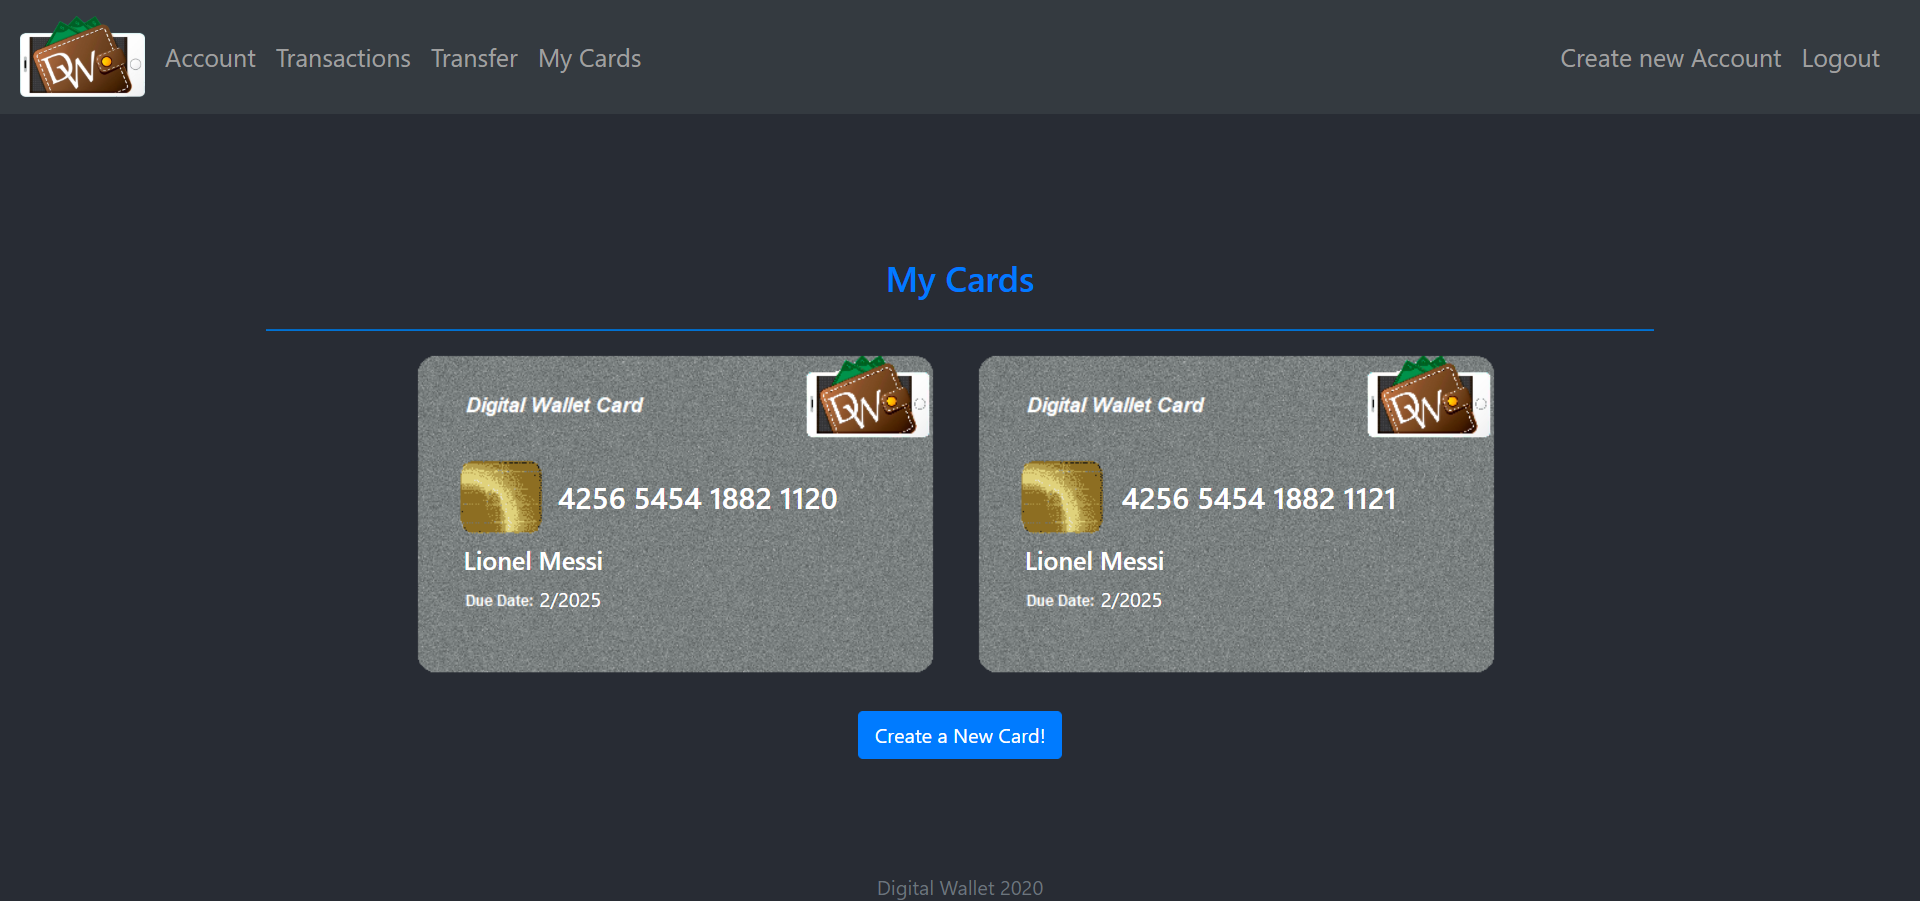 DW Account Transactions Transfer My Cards Create new Account Logout
My Cards
DW
Digital Wallet Card
4256 5454 1882 1120
Lionel Messi
Due Date: 2/2025
DW
Digital Wallet Card
4256 5454 1882 1121
Lionel Messi
Due Date: 2/2025
Create a New Card!
Digital Wallet 2020